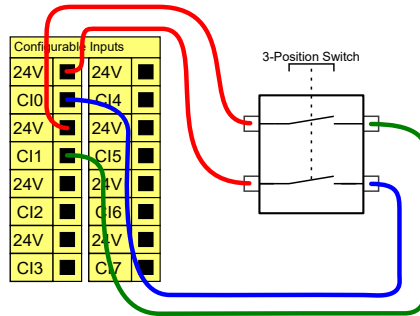 Configurable Inputs
3-Position Switch
24V 24V
CI0 CI4
24V 24V
CI1 CI5
24V 24V
CI2 CI6
24V 24V
CI3 CI7